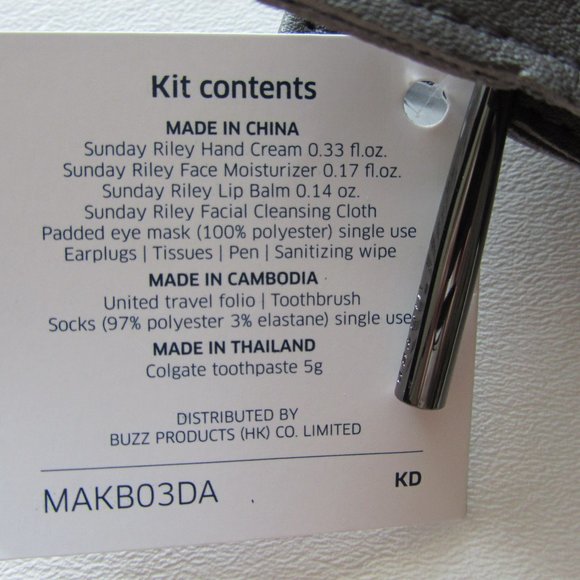 Kit contents
MADE IN CHINA
Sunday Riley Hand Cream 0.33 fl.oz.
Sunday Riley Face Moisturizer 0.17 fl.oz.
Sunday Riley Lip Balm 0.14 oz.
Sunday Riley Facial Cleansing Cloth
Padded eye mask (100% polyester) single use
Earplugs | Tissues | Pen | Sanitizing wipe
MADE IN CAMBODIA
United travel folio | Toothbrush
Socks (97% polyester 3% elastane) single use
MADE IN THAILAND
Colgate toothpaste 5g
DISTRIBUTED BY
BUZZ PRODUCTS (HK) CO. LIMITED
MAKB03DA
KD